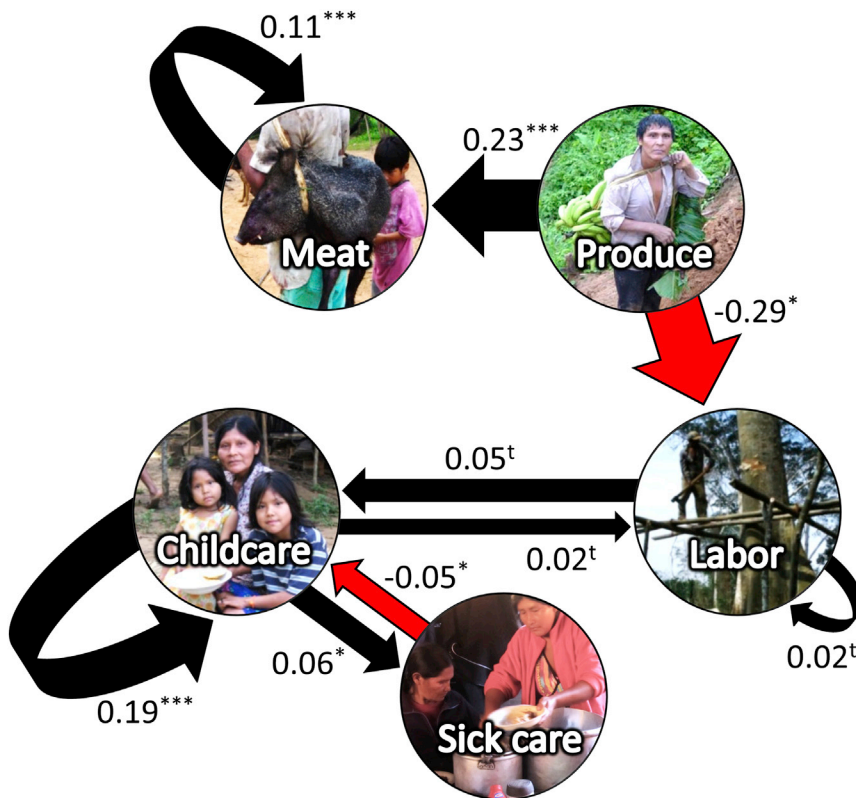 0.11***
0.23***
Meat
Produce
-0.29*
0.05ᵗ
Childcare
0.02ᵗ
Labor
-0.05*
0.06*
0.02ᵗ
0.19***
Sick care